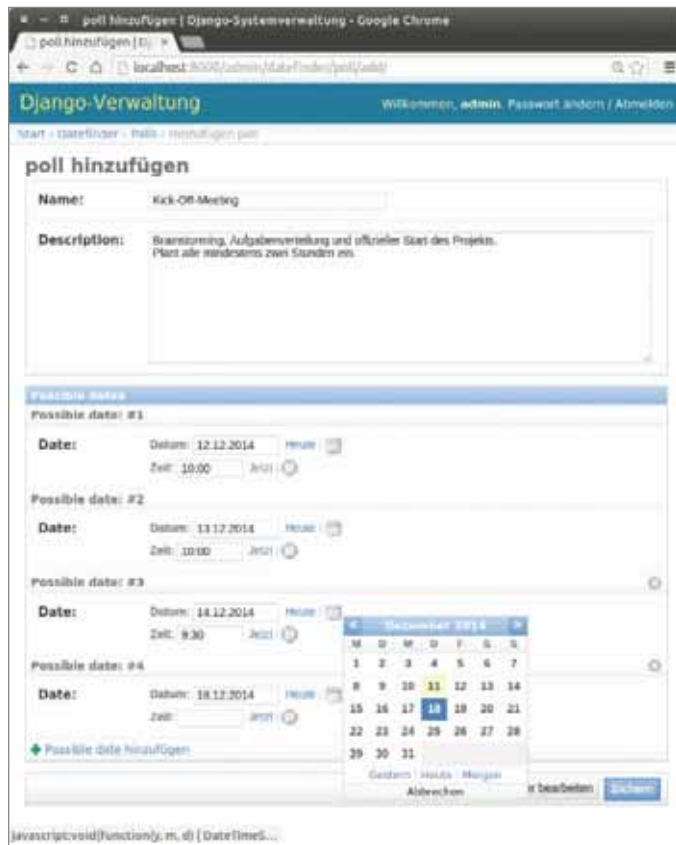 poll hinzufügen | Django-Systemverwaltung - Google Chrome
poll hinzufügen | Dj
localhost:8000/admin/datefinder/poll/add/
Django-Verwaltung
Willkommen, admin. Passwort ändern / Abmelden
Start › Datefinder › Polls › Hinzufügen poll
poll hinzufügen
Name: Kick-Off-Meeting
Description: Brainstorming, Aufgabenverteilung und offizieller Start des Projekts.
Plant alle mindestens zwei Stunden ein.
Possible dates
Possible date: #1
Date: Datum: 12.12.2014 Heute
Zeit: 10:00 Jetzt
Possible date: #2
Date: Datum: 13.12.2014 Heute
Zeit: 10:00 Jetzt
Possible date: #3
Date: Datum: 14.12.2014 Heute
Zeit: 9:30 Jetzt
Possible date: #4
Date: Datum: 18.12.2014 Heute
Zeit: Jetzt
Possible date hinzufügen
Dezember 2014
M D M D F S S
1 2 3 4 5 6 7
8 9 10 11 12 13 14
15 16 17 18 19 20 21
22 23 24 25 26 27 28
29 30 31
Gestern | Heute | Morgen
Abbrechen
r bearbeiten
Sichern
javascript:void(function(y, m, d) { DateTimeS...